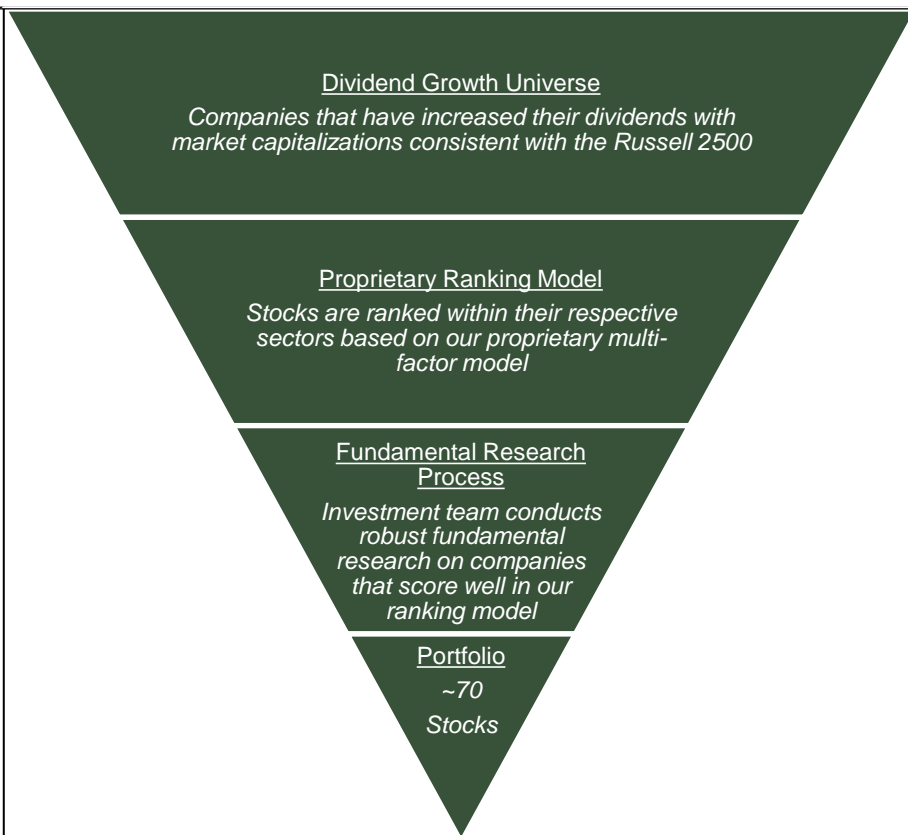 Dividend Growth Universe
Companies that have increased their dividends with
market capitalizations consistent with the Russell 2500
Proprietary Ranking Model
Stocks are ranked within their respective
sectors based on our proprietary multi-
factor model
Fundamental Research
Process
Investment team conducts
robust fundamental
research on companies
that score well in our
ranking model
Portfolio
~70
Stocks